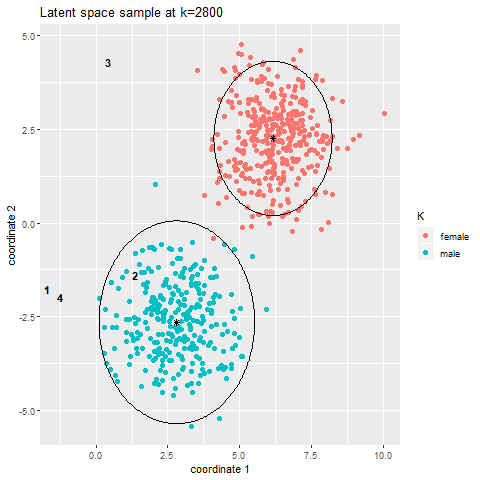 Latent space sample at k=2800
coordinate 2
5.0
2.5
0.0
-2.5
-5.0
3
2
1
2
*
*
0.0 2.5 5.0 7.5 10.0
coordinate 1
K
female
male